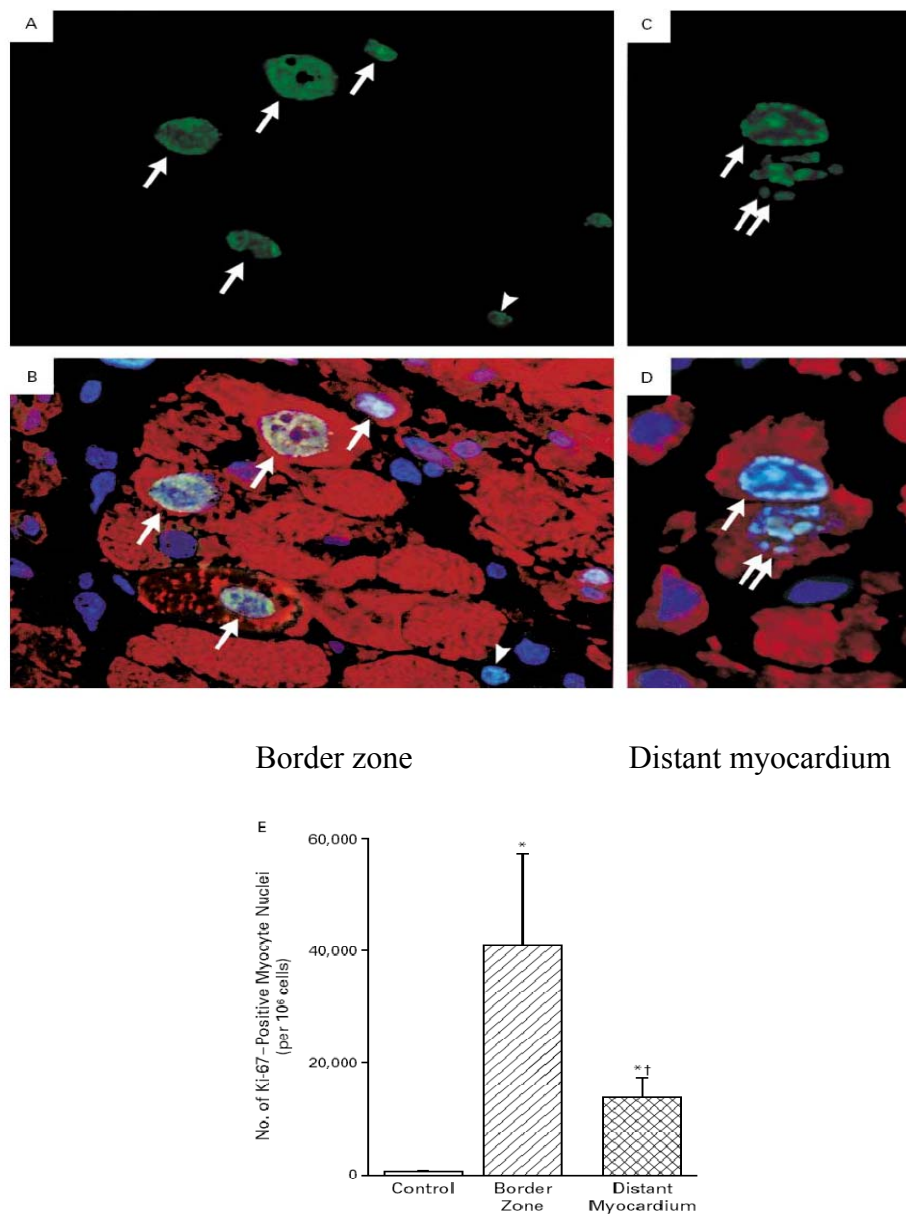 A
C
B
D
Border zone
Distant myocardium
E
No. of Ki-67–Positive Myocyte Nuclei
(per 10⁶ cells)
60,000
40,000
20,000
0
*
*†
Control
Border
Zone
Distant
Myocardium